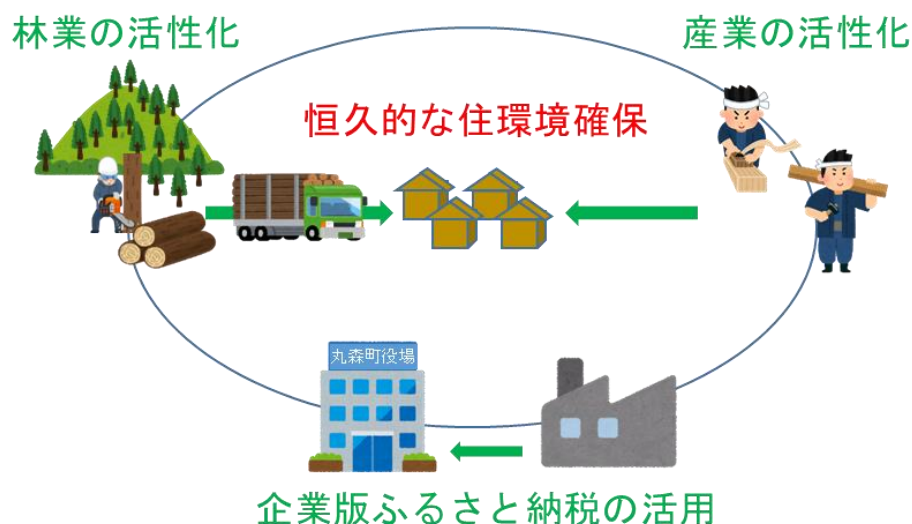 林業の活性化
産業の活性化
恒久的な住環境確保
丸森町役場
企業版ふるさと納税の活用